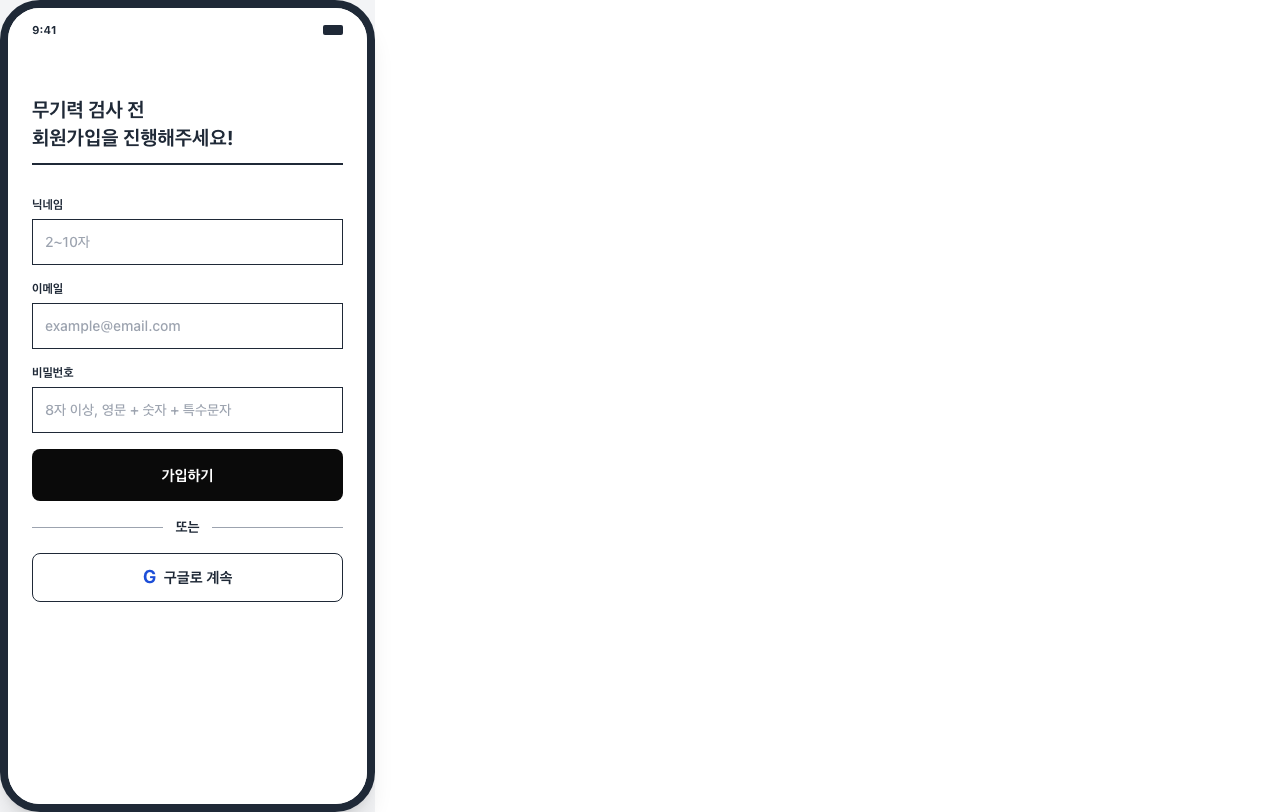 9:41
무기력 검사 전
회원가입을 진행해주세요!
닉네임
2~10자
이메일
example@email.com
비밀번호
8자 이상, 영문 + 숫자 + 특수문자
가입하기
또는
G 구글로 계속